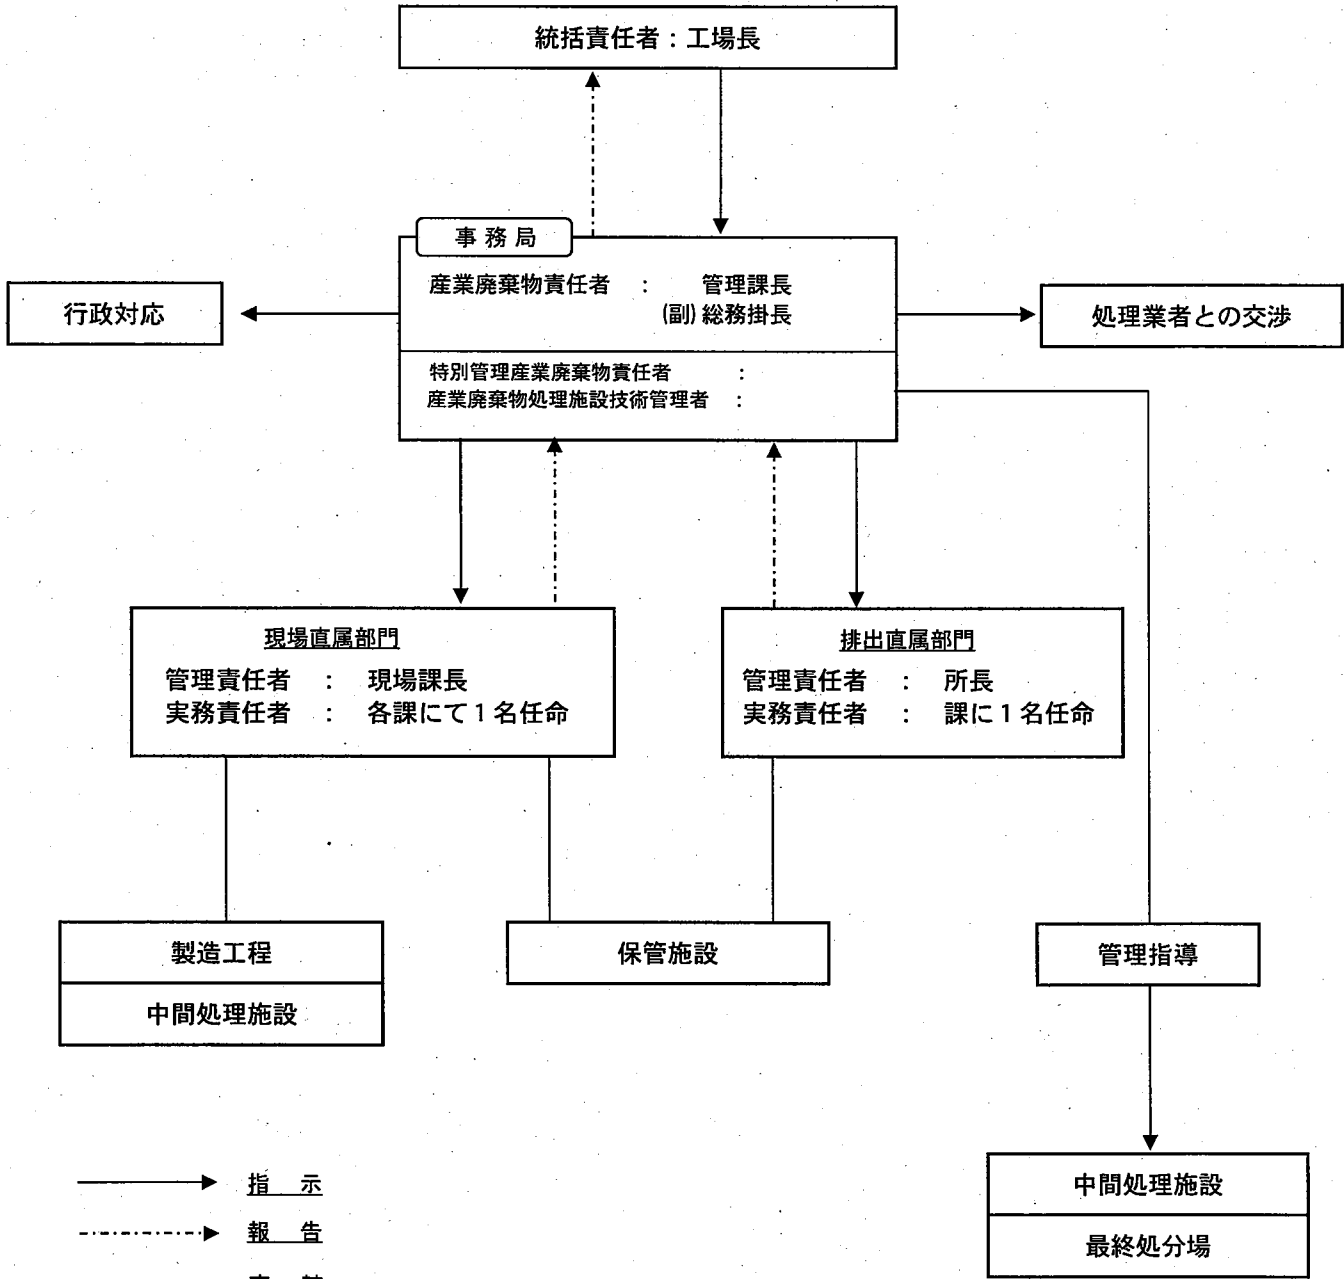 統括責任者：工場長
事務局
産業廃棄物責任者　：　管理課長
(副) 総務掛長
行政対応
処理業者との交渉
特別管理産業廃棄物責任者　：
産業廃棄物処理施設技術管理者　：
現場直属部門
管理責任者　：　現場課長
実務責任者　：　各課にて１名任命
排出直属部門
管理責任者　：　所長
実務責任者　：　課に１名任命
製造工程
中間処理施設
保管施設
管理指導
指　示
報　告
中間処理施設
最終処分場